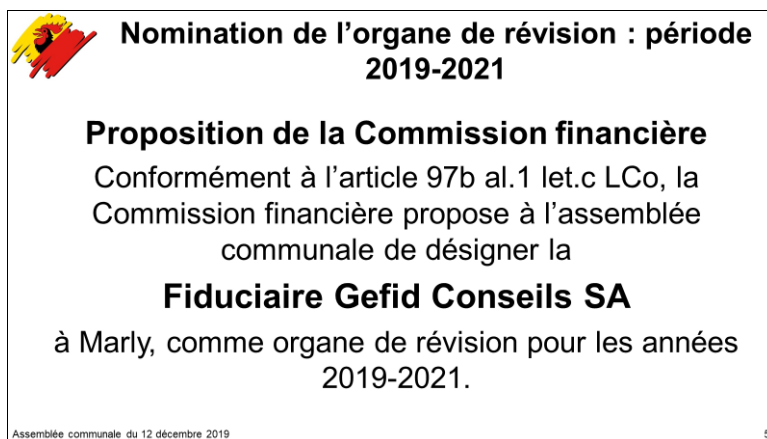 Nomination de l’organe de révision : période
2019-2021
Proposition de la Commission financière
Conformément à l’article 97b al.1 let.c LCo, la
Commission financière propose à l’assemblée
communale de désigner la
Fiduciaire Gefid Conseils SA
à Marly, comme organe de révision pour les années
2019-2021.
Assemblée communale du 12 décembre 2019